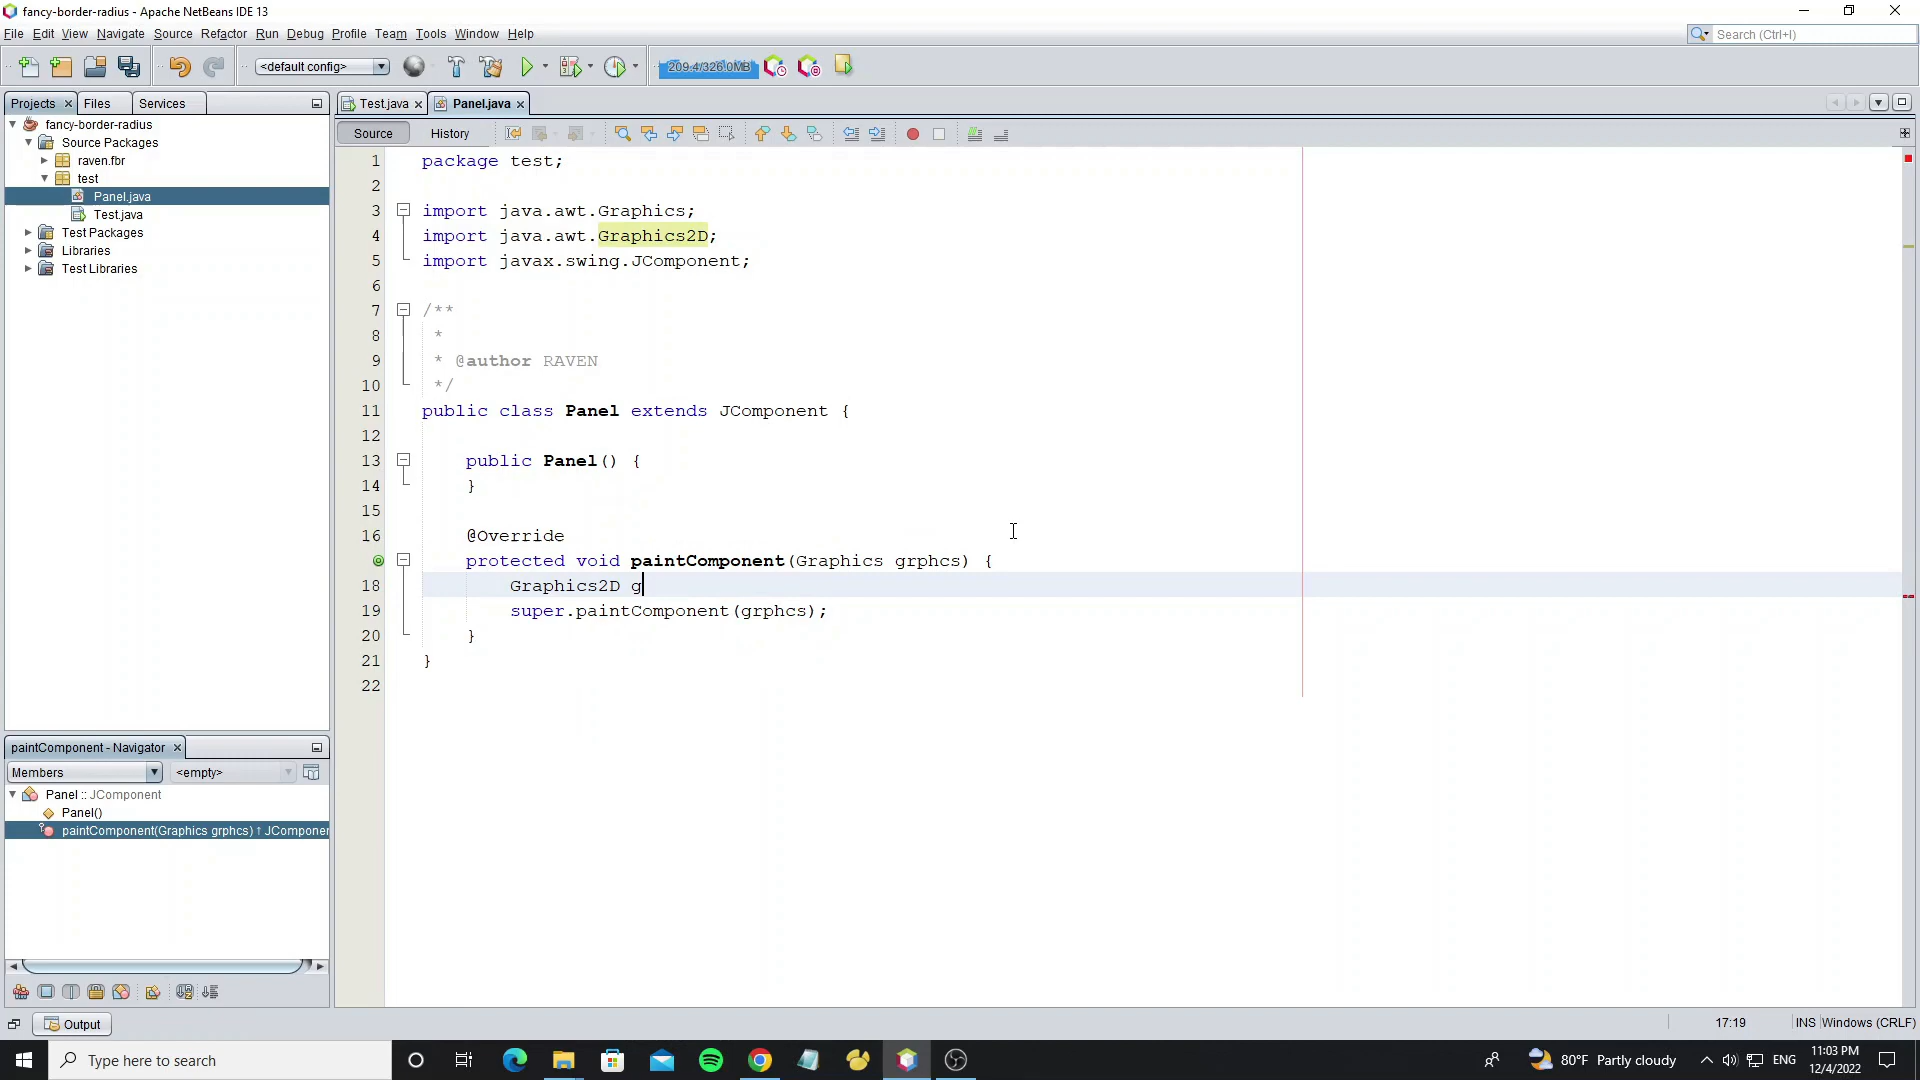 fancy-border-radius - Apache NetBeans IDE 13
File Edit View Navigate Source Refactor Run Debug Profile Team Tools Window Help
Search (Ctrl+I)
<default config>
209.4/326.0MB
Projects Files Services
Test.java Panel.java
Source History
fancy-border-radius
Source Packages
raven.fbr
test
Panel.java
Test.java
Test Packages
Libraries
Test Libraries
1 package test;
2
3 import java.awt.Graphics;
4 import java.awt.Graphics2D;
5 import javax.swing.JComponent;
6
7 /**
8 *
9 * @author RAVEN
10 */
11 public class Panel extends JComponent {
12
13 public Panel() {
14 }
15
16 @Override
protected void paintComponent(Graphics grphcs) {
18 Graphics2D g
19 super.paintComponent(grphcs);
20 }
21 }
22
paintComponent - Navigator
Members <empty>
Panel :: JComponent
Panel()
paintComponent(Graphics grphcs) ↑ JComponen
Output
17:19 INS Windows (CRLF)
Type here to search
80°F Partly cloudy
ENG
11:03 PM
12/4/2022